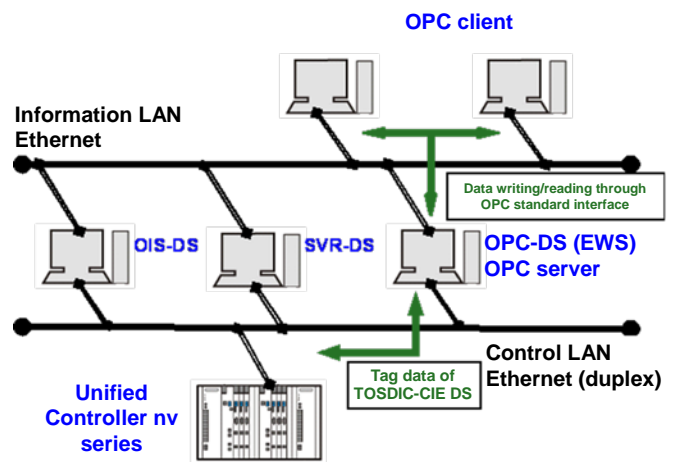 OPC client
Information LAN
Ethernet
Data writing/reading through
OPC standard interface
OIS-DS
SVR-DS
OPC-DS (EWS)
OPC server
Control LAN
Ethernet (duplex)
Tag data of
TOSDIC-CIE DS
Unified
Controller nv
series